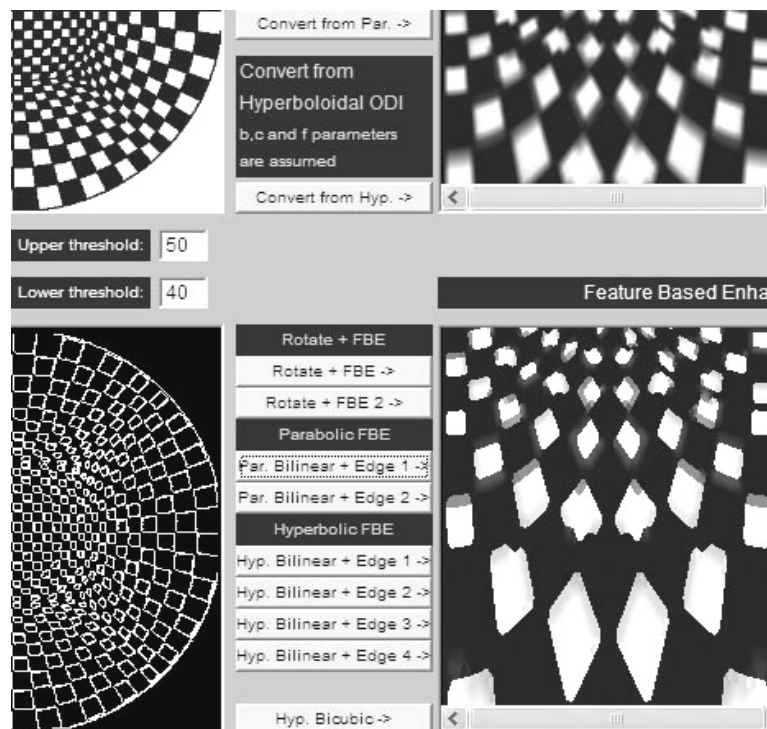 Convert from Par. ->
Convert from
Hyperboloidal ODI
b,c and f parameters
are assumed
Convert from Hyp. ->
Upper threshold: 50
Lower threshold: 40
Feature Based Enha
Rotate + FBE
Rotate + FBE ->
Rotate + FBE 2 ->
Parabolic FBE
Par. Bilinear + Edge 1 ->
Par. Bilinear + Edge 2 ->
Hyperbolic FBE
Hyp. Bilinear + Edge 1 ->
Hyp. Bilinear + Edge 2 ->
Hyp. Bilinear + Edge 3 ->
Hyp. Bilinear + Edge 4 ->
Hyp. Bicubic ->